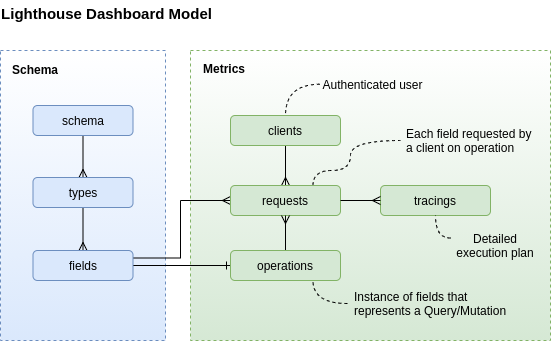 Lighthouse Dashboard Model
Schema
schema
types
fields
Metrics
Authenticated user
clients
Each field requested by
a client on operation
requests
tracings
Detailed
execution plan
operations
Instance of fields that
represents a Query/Mutation